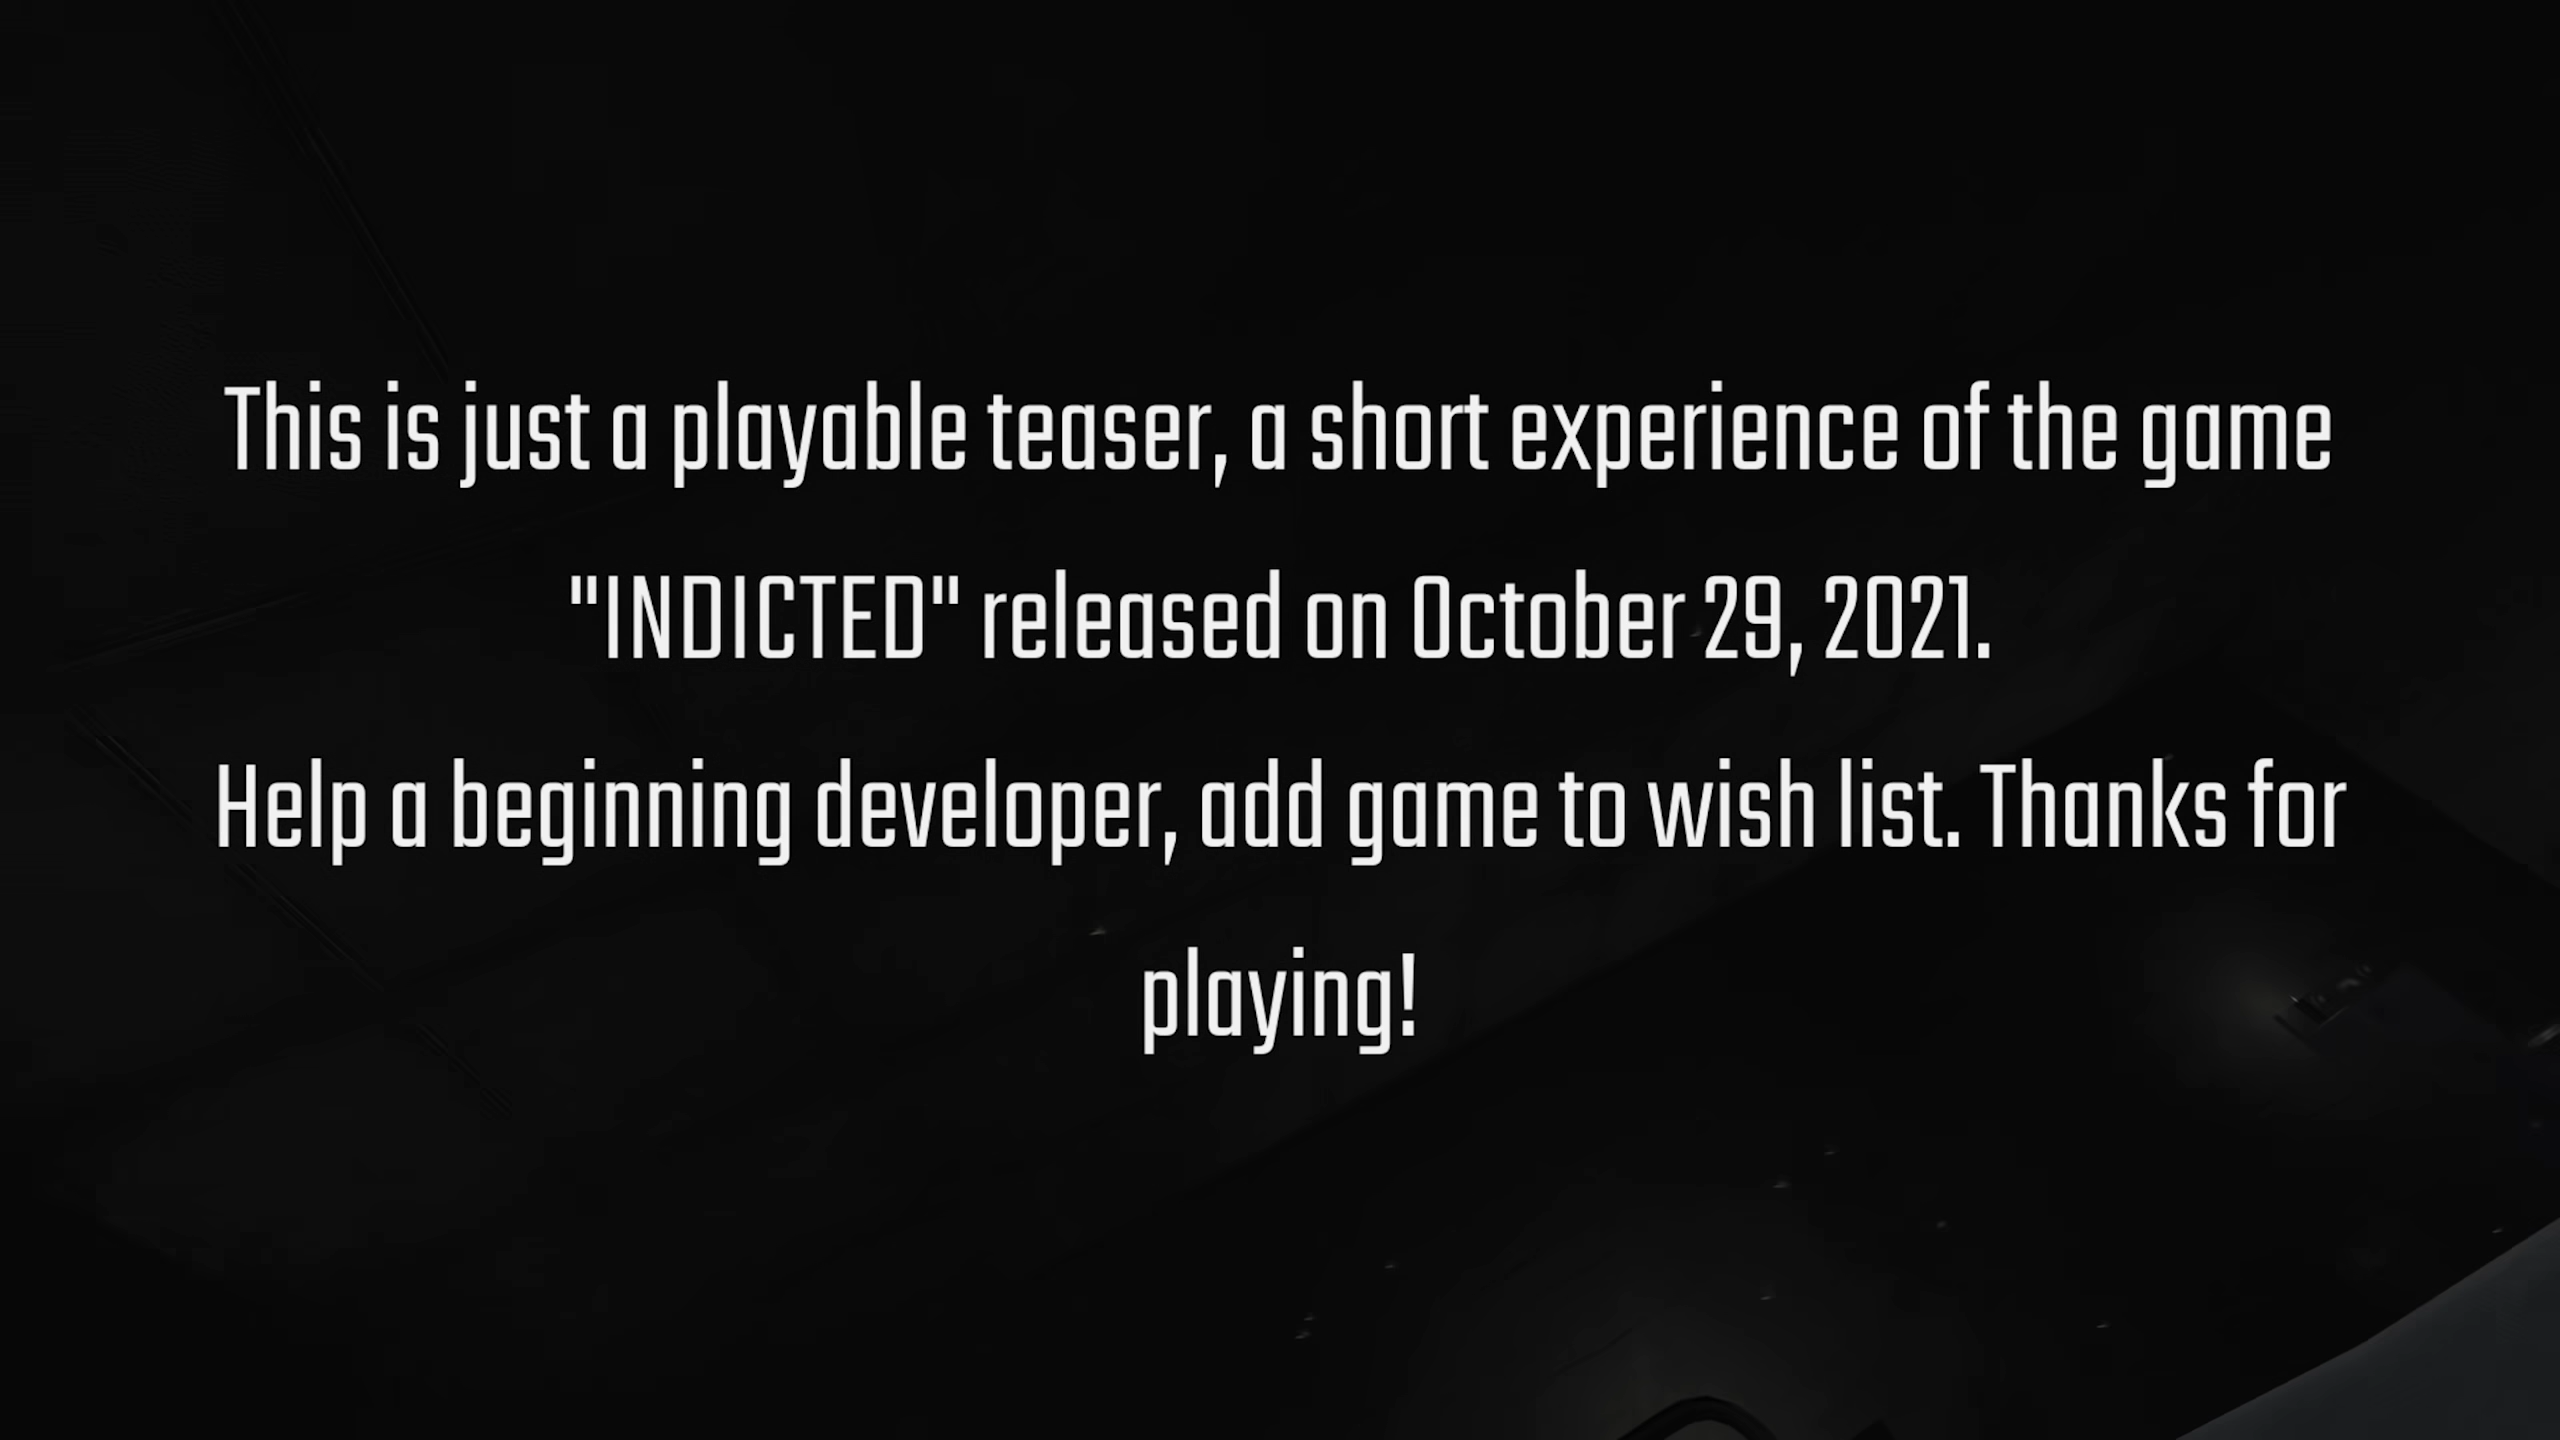 This is just a playable teaser, a short experience of the game
"INDICTED" released on October 29, 2021.
Help a beginning developer, add game to wish list. Thanks for
playing!